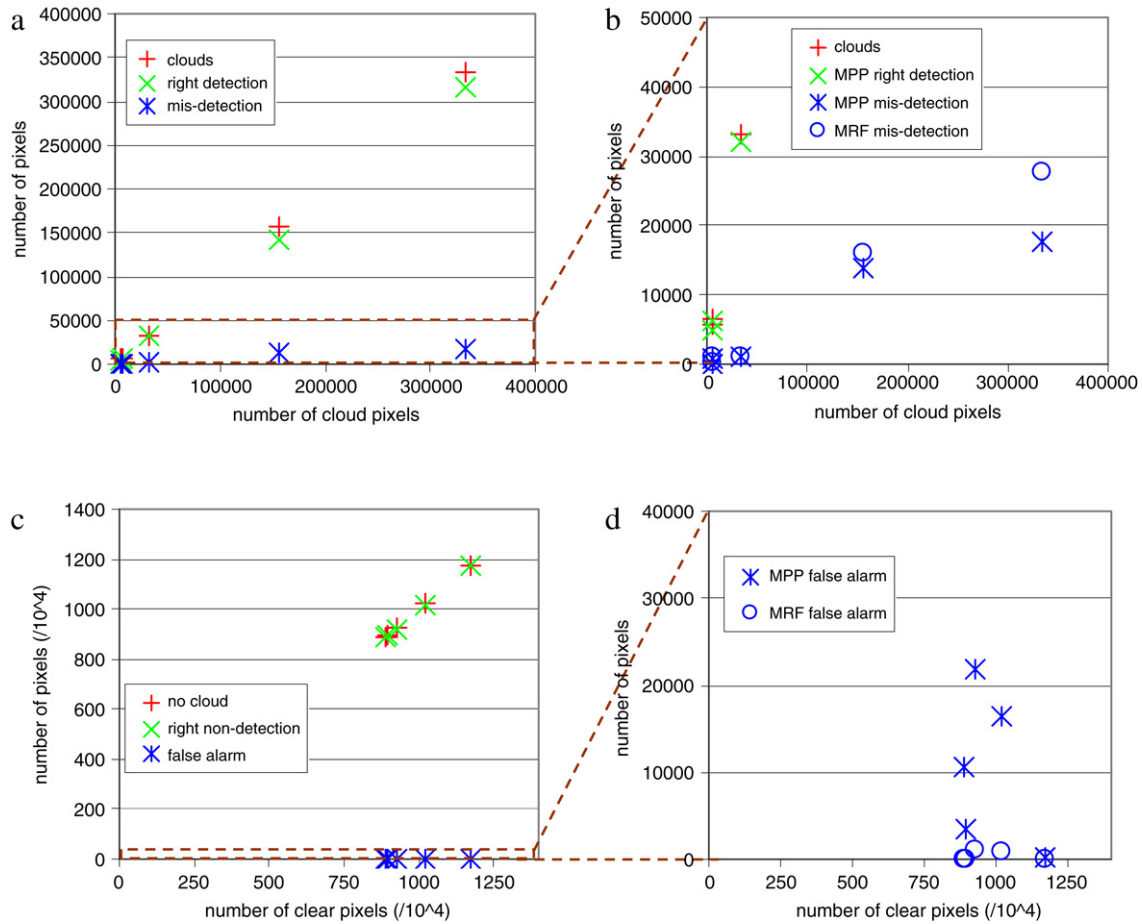 a
400000
350000
300000
250000
200000
150000
100000
50000
0
number of pixels
clouds
right detection
mis-detection
0
100000
200000
300000
400000
number of cloud pixels
b
50000
40000
30000
20000
10000
0
number of pixels
clouds
MPP right detection
MPP mis-detection
MRF mis-detection
0
100000
200000
300000
400000
number of cloud pixels
c
1400
1200
1000
800
600
400
200
0
number of pixels (/10^4)
no cloud
right non-detection
false alarm
0
250
500
750
1000
1250
number of clear pixels (/10^4)
d
40000
30000
20000
10000
0
number of pixels
MPP false alarm
MRF false alarm
0
250
500
750
1000
1250
number of clear pixels (/10^4)